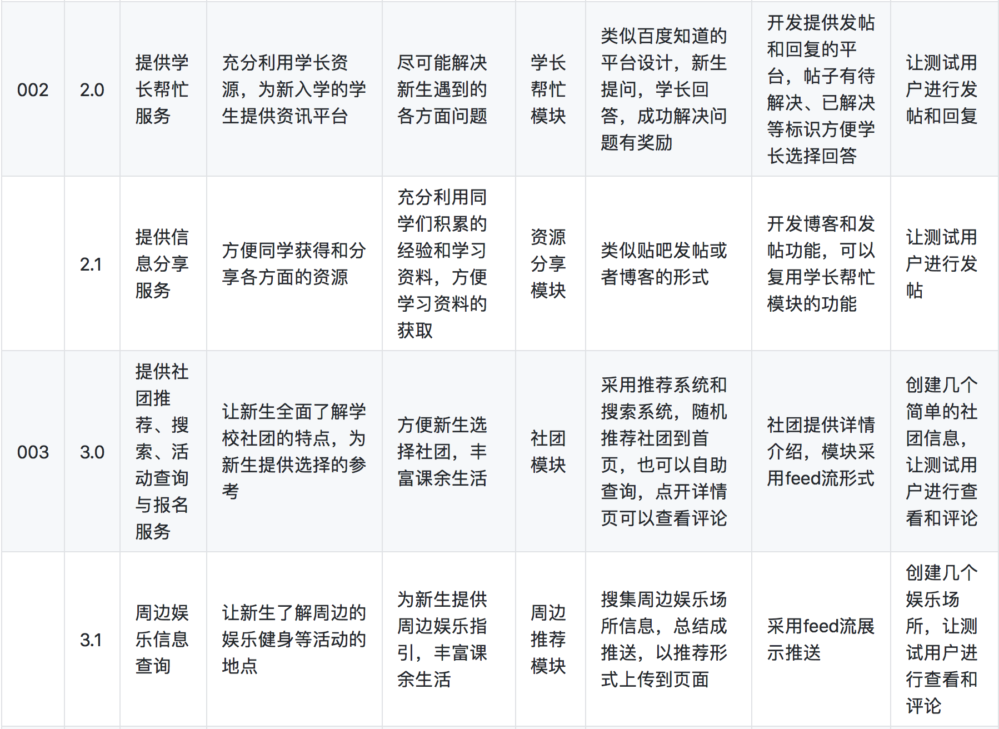 002
2.0
提供学
长帮忙
服务
充分利用学长资
源，为新入学的学
生提供资讯平台
尽可能解决
新生遇到的
各方面问题
学长
帮忙
模块
类似百度知道的
平台设计，新生
提问，学长回
答，成功解决问
题有奖励
开发提供发帖
和回复的平
台，帖子有待
解决、已解决
等标识方便学
长选择回答
让测试用
户进行发
帖和回复
2.1
提供信
息分享
服务
方便同学获得和分
享各方面的资源
充分利用同
学们积累的
经验和学习
资料，方便
学习资料的
获取
资源
分享
模块
类似贴吧发帖或
者博客的形式
开发博客和发
帖功能，可以
复用学长帮忙
模块的功能
让测试用
户进行发
帖
003
3.0
提供社
团推
荐、搜
索、活
动查询
与报名
服务
让新生全面了解学
校社团的特点，为
新生提供选择的参
考
方便新生选
择社团，丰
富课余生活
社团
模块
采用推荐系统和
搜索系统，随机
推荐社团到首
页，也可以自助
查询，点开详情
页可以查看评论
社团提供详情
介绍，模块采
用feed流形式
创建几个
简单的社
团信息，
让测试用
户进行查
看和评论
3.1
周边娱
乐信息
查询
让新生了解周边的
娱乐健身等活动的
地点
为新生提供
周边娱乐指
引，丰富课
余生活
周边
推荐
模块
搜集周边娱乐场
所信息，总结成
推送，以推荐形
式上传到页面
采用feed流展
示推送
创建几个
娱乐场
所，让测
试用户进
行查看和
评论